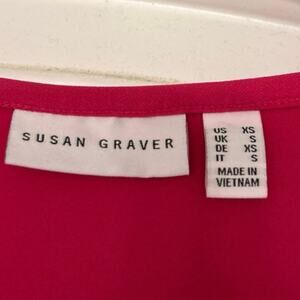 SUSAN GRAVER
US XS
UK S
DE XS
IT S
MADE IN
VIETNAM